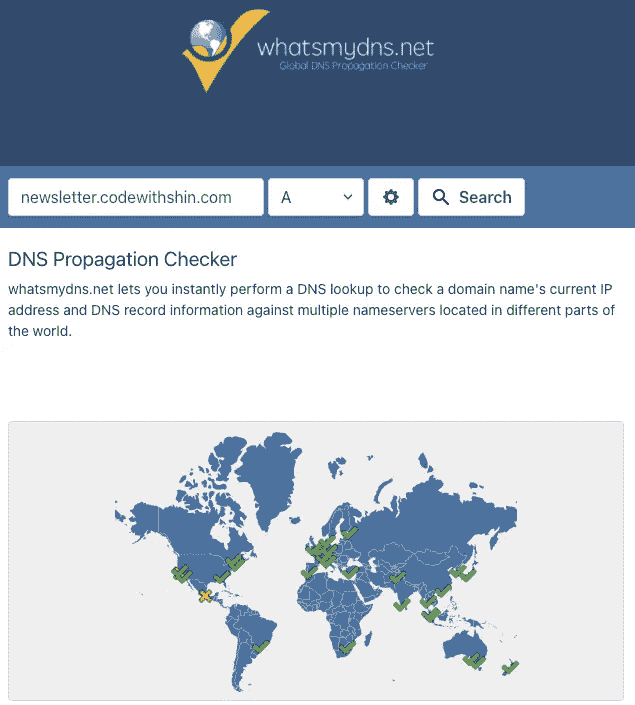 whatsmydns.net
Global DNS Propagation Checker
newsletter.codewithshin.com
A
Search
DNS Propagation Checker
whatsmydns.net lets you instantly perform a DNS lookup to check a domain name's current IP
address and DNS record information against multiple nameservers located in different parts of
the world.